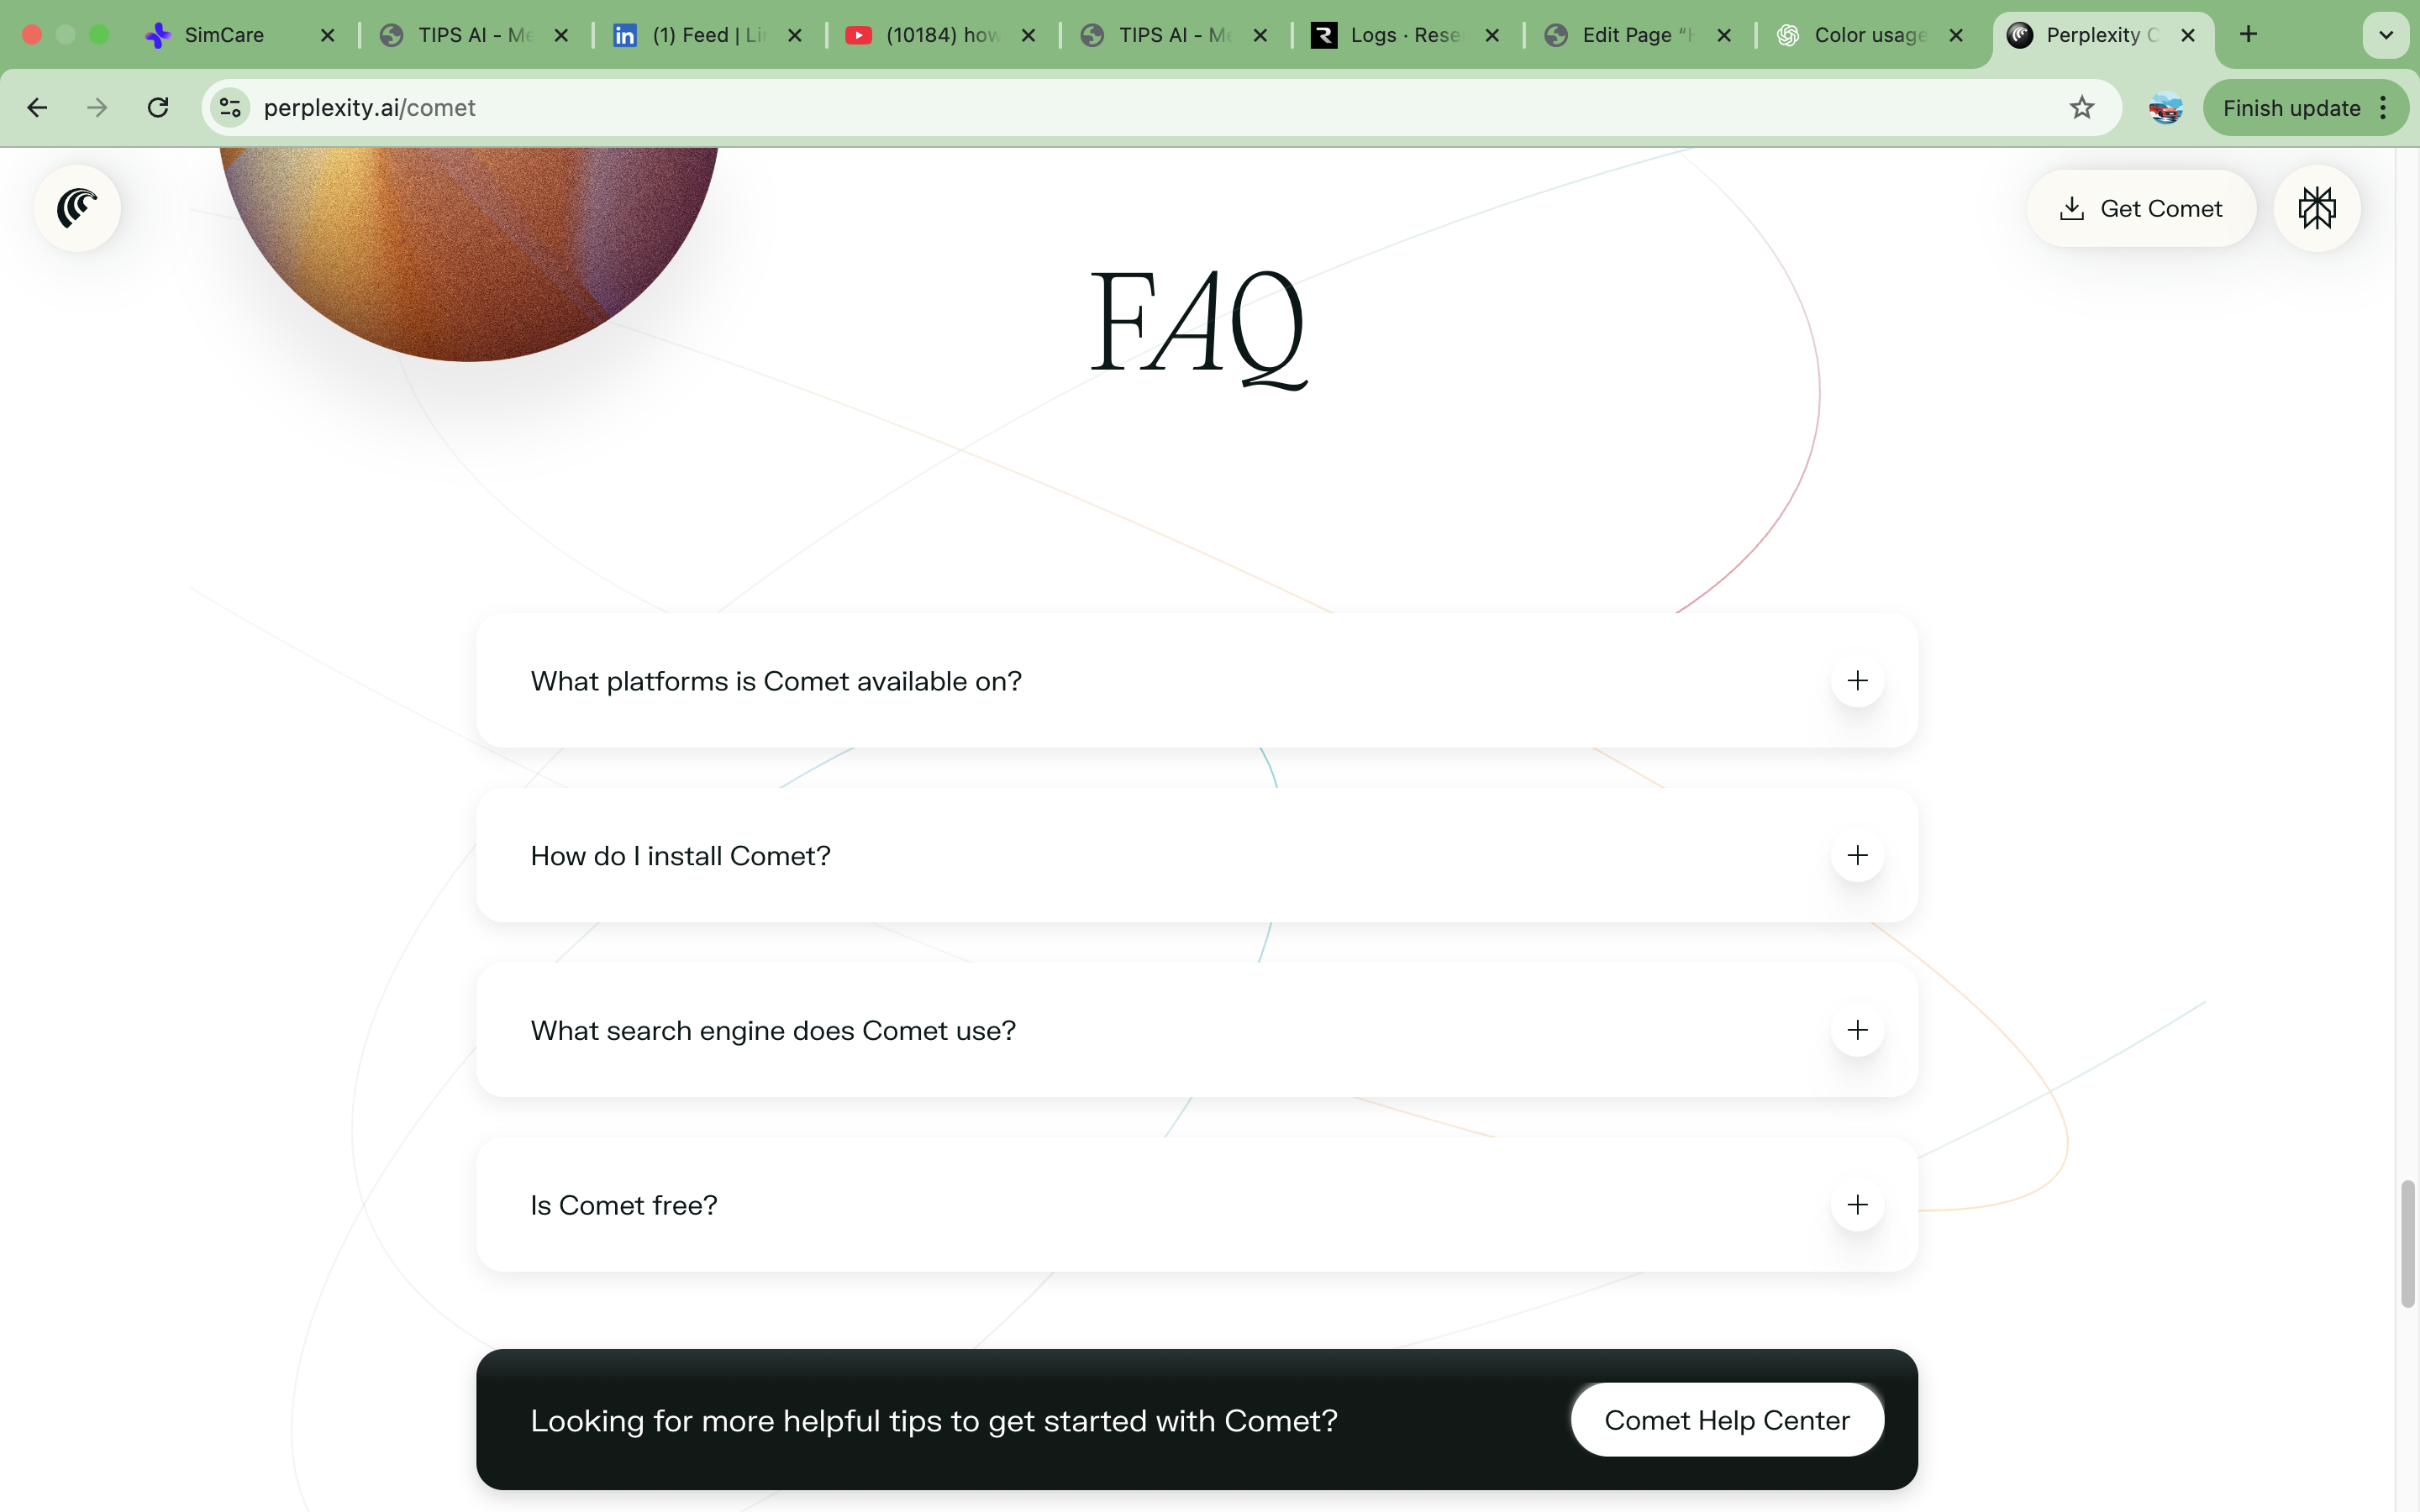 SimCare
TIPS AI - Me
(1) Feed | Li
(10184) how
TIPS AI - Me
Logs · Rese
Edit Page "H
Color usage
Perplexity C
perplexity.ai/comet
Finish update
Get Comet
FAQ
What platforms is Comet available on?
How do I install Comet?
What search engine does Comet use?
Is Comet free?
Looking for more helpful tips to get started with Comet?
Comet Help Center